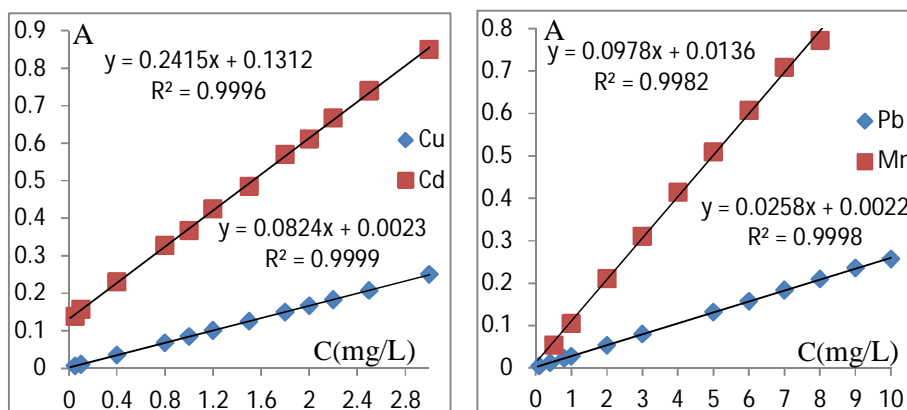 A
0.9
0.8
0.7
0.6
0.5
0.4
0.3
0.2
0.1
0
y = 0.2415x + 0.1312
R² = 0.9996
Cu
Cd
y = 0.0824x + 0.0023
R² = 0.9999
C(mg/L)
0 0.4 0.8 1.2 1.6 2 2.4 2.8
A
0.8
0.7
0.6
0.5
0.4
0.3
0.2
0.1
0
y = 0.0978x + 0.0136
R² = 0.9982
Pb
Mn
y = 0.0258x + 0.0022
R² = 0.9998
C(mg/L)
0 1 2 3 4 5 6 7 8 9 10